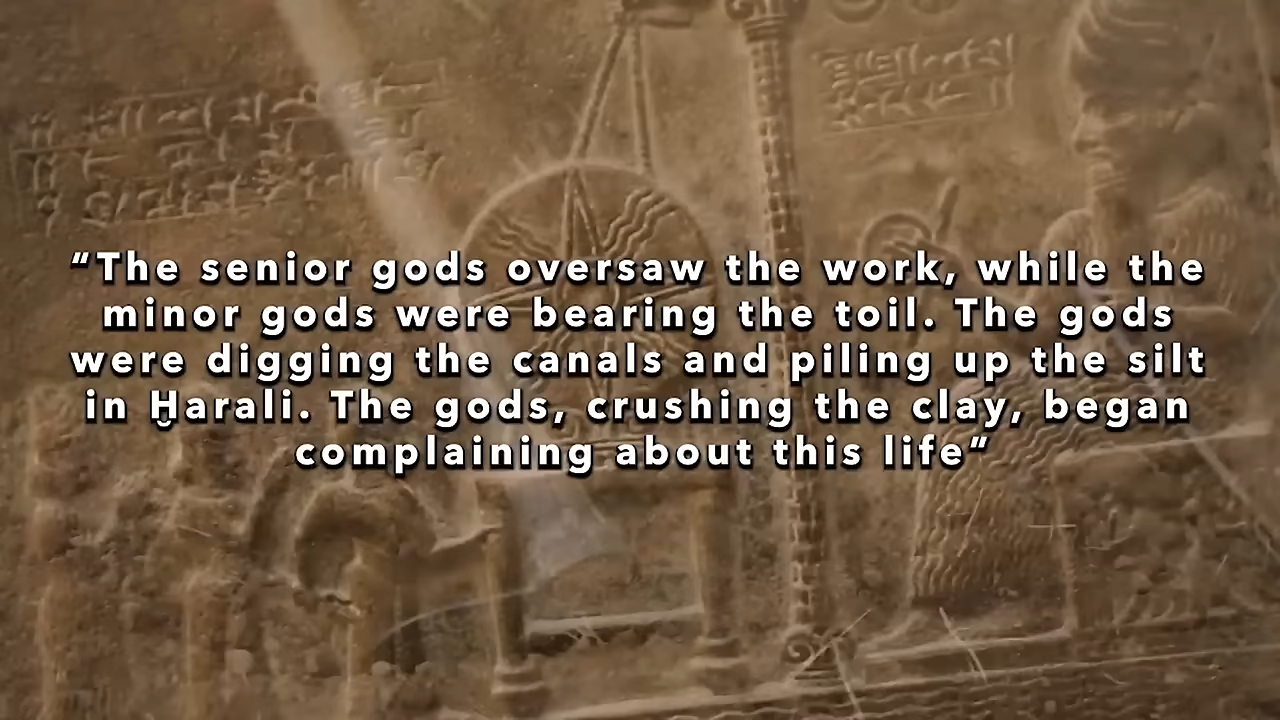 “The senior gods oversaw the work, while the
minor gods were bearing the toil. The gods
were digging the canals and piling up the silt
in Ḫarali. The gods, crushing the clay, began
complaining about this life”